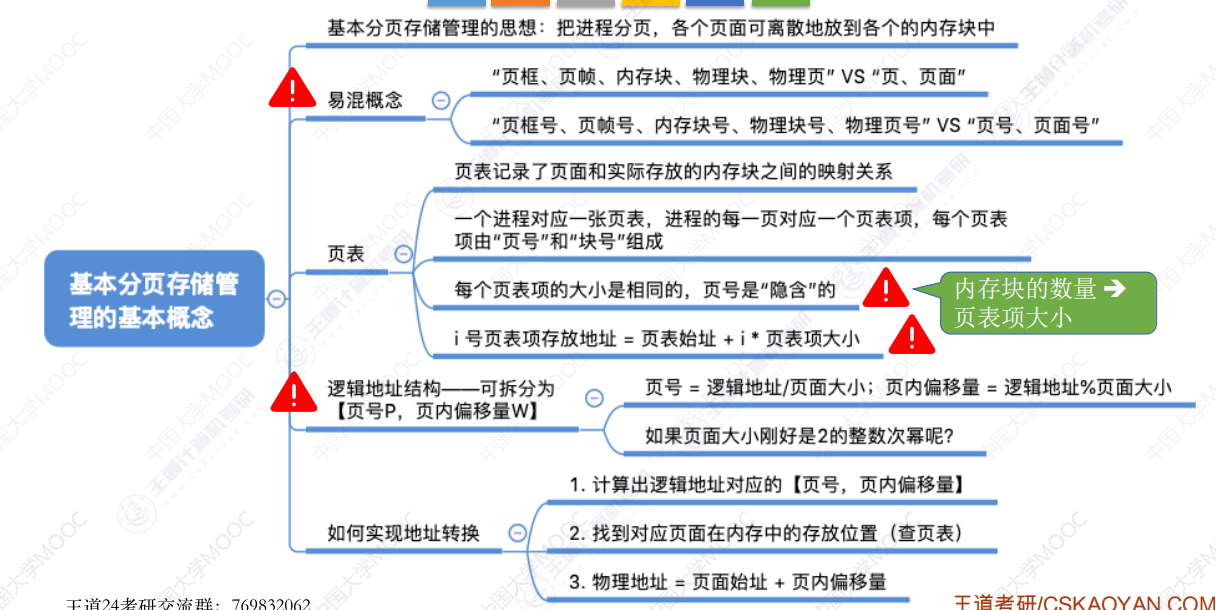 基本分页存储管理的思想：把进程分页，各个页面可离散地放到各个的内存块中
易混概念
“页框、页帧、内存块、物理块、物理页” VS “页、页面”
“页框号、页帧号、内存块号、物理块号、物理页号” VS “页号、页面号”
页表记录了页面和实际存放的内存块之间的映射关系
一个进程对应一张页表，进程的每一页对应一个页表项，每个页表
项由“页号”和“块号”组成
页表
基本分页存储管
理的基本概念
每个页表项的大小是相同的，页号是“隐含”的
内存块的数量 →
页表项大小
i 号页表项存放地址 = 页表始址 + i * 页表项大小
逻辑地址结构——可拆分为
【页号P，页内偏移量W】
页号 = 逻辑地址/页面大小；页内偏移量 = 逻辑地址%页面大小
如果页面大小刚好是2的整数次幂呢?
如何实现地址转换
1. 计算出逻辑地址对应的【页号，页内偏移量】
2. 找到对应页面在内存中的存放位置（查页表）
3. 物理地址 = 页面始址 + 页内偏移量
王道24考研交流群：769832062
王道考研/CSKAOYAN.COM
中国大学MOOC
王道计算机考研